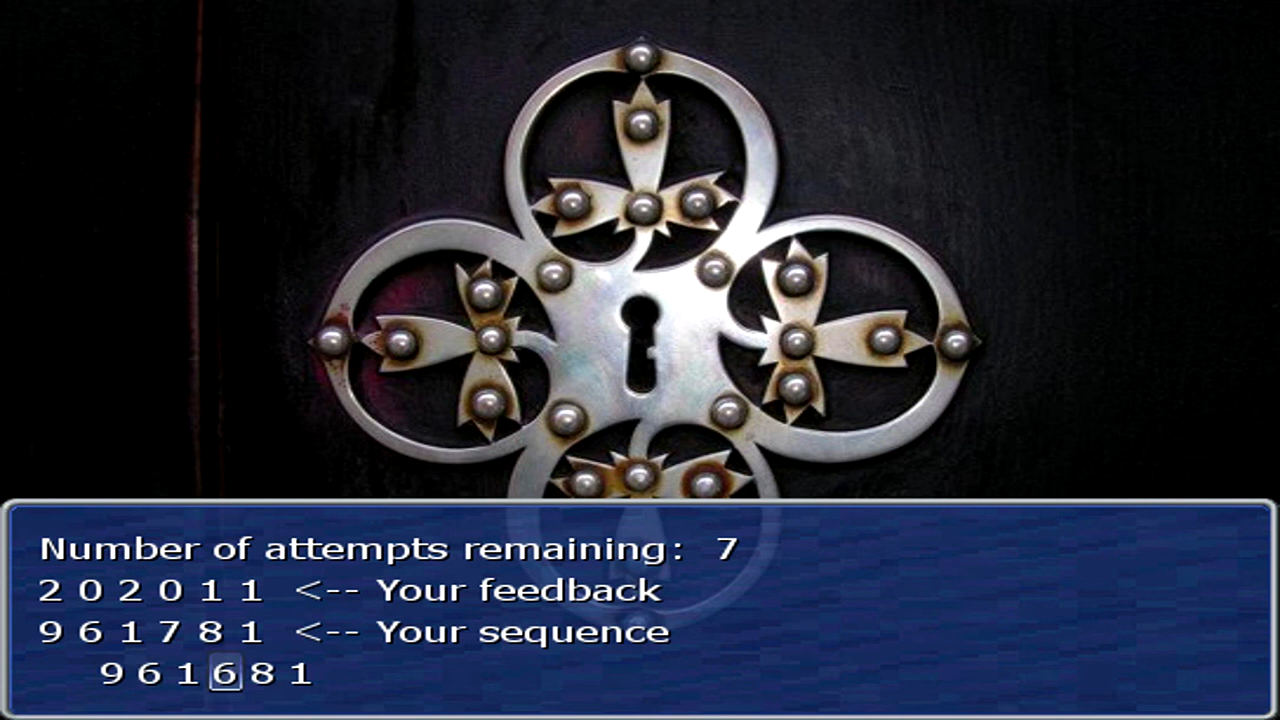 Number of attempts remaining: 7
2 0 2 0 1 1 <-- Your feedback
9 6 1 7 8 1 <-- Your sequence
9 6 1 6 8 1